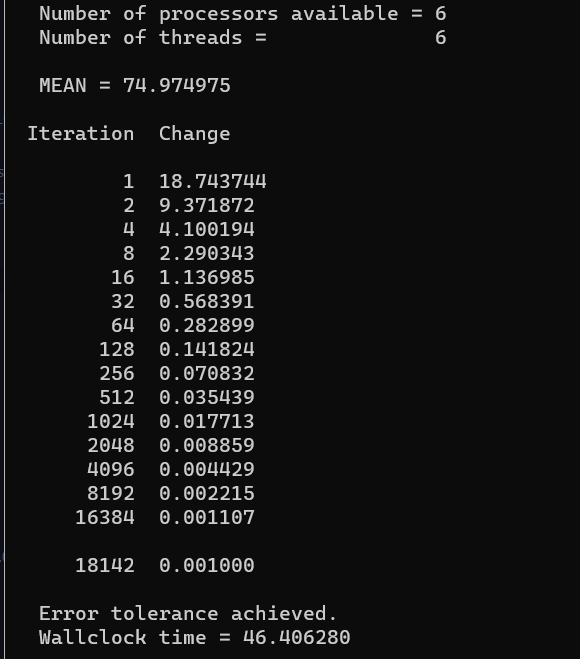 Number of processors available = 6
Number of threads =              6
MEAN = 74.974975
Iteration  Change
1  18.743744
2  9.371872
4  4.100194
8  2.290343
16  1.136985
32  0.568391
64  0.282899
128  0.141824
256  0.070832
512  0.035439
1024  0.017713
2048  0.008859
4096  0.004429
8192  0.002215
16384  0.001107
18142  0.001000
Error tolerance achieved.
Wallclock time = 46.406280